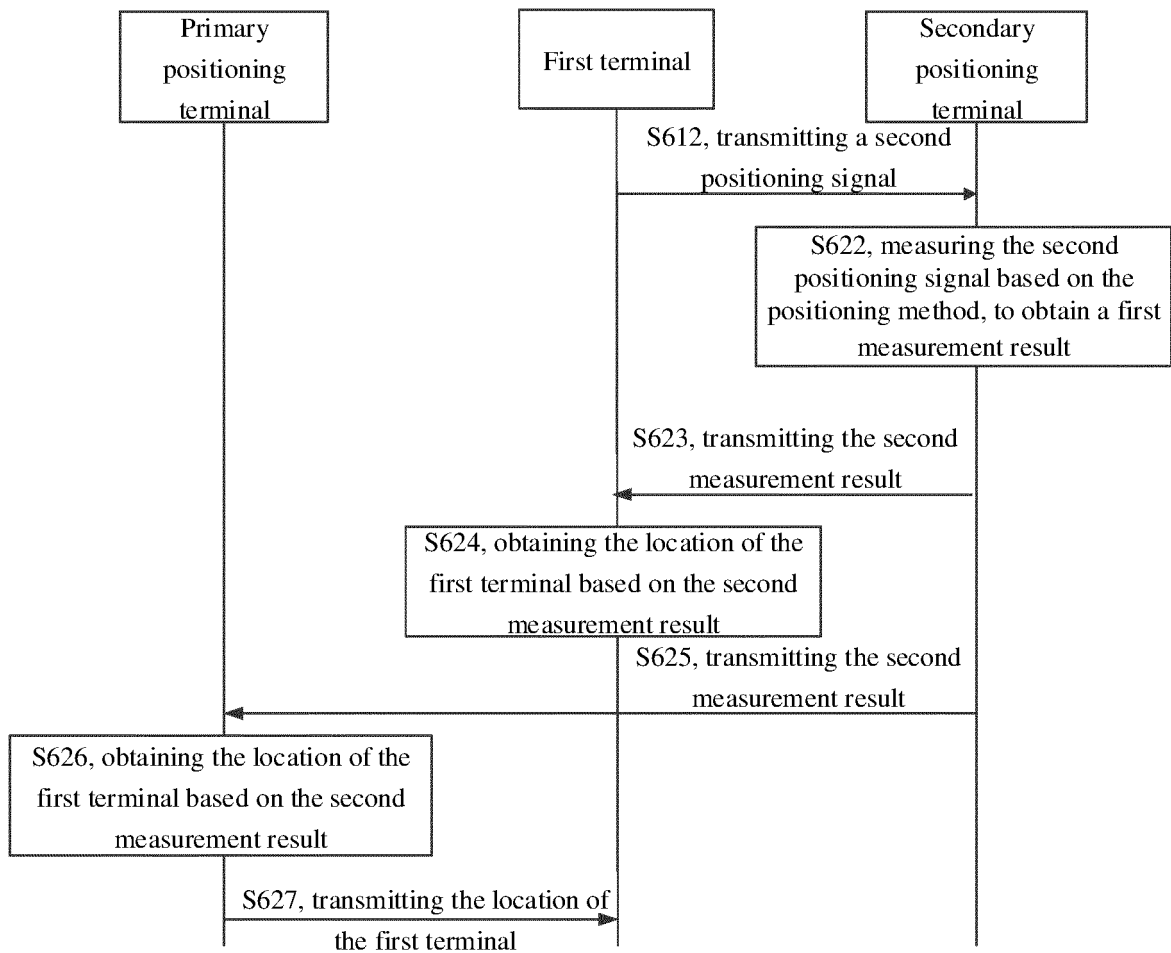 Primary
positioning
terminal
First terminal
Secondary
positioning
terminal
S612, transmitting a second
positioning signal
S622, measuring the second
positioning signal based on the
positioning method, to obtain a first
measurement result
S623, transmitting the second
measurement result
S624, obtaining the location of the
first terminal based on the second
measurement result
S625, transmitting the second
measurement result
S626, obtaining the location of the
first terminal based on the second
measurement result
S627, transmitting the location of
the first terminal